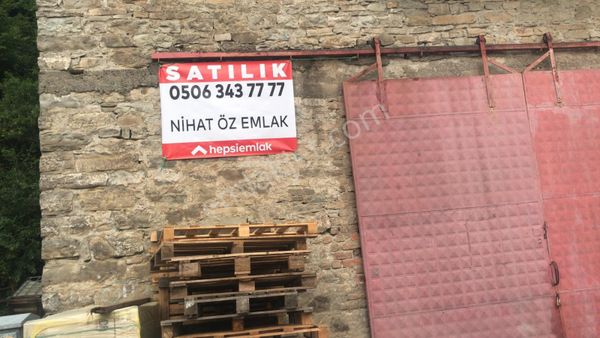 SATILIK
0506 343 77 77
NİHAT ÖZ EMLAK
hepsiemlak